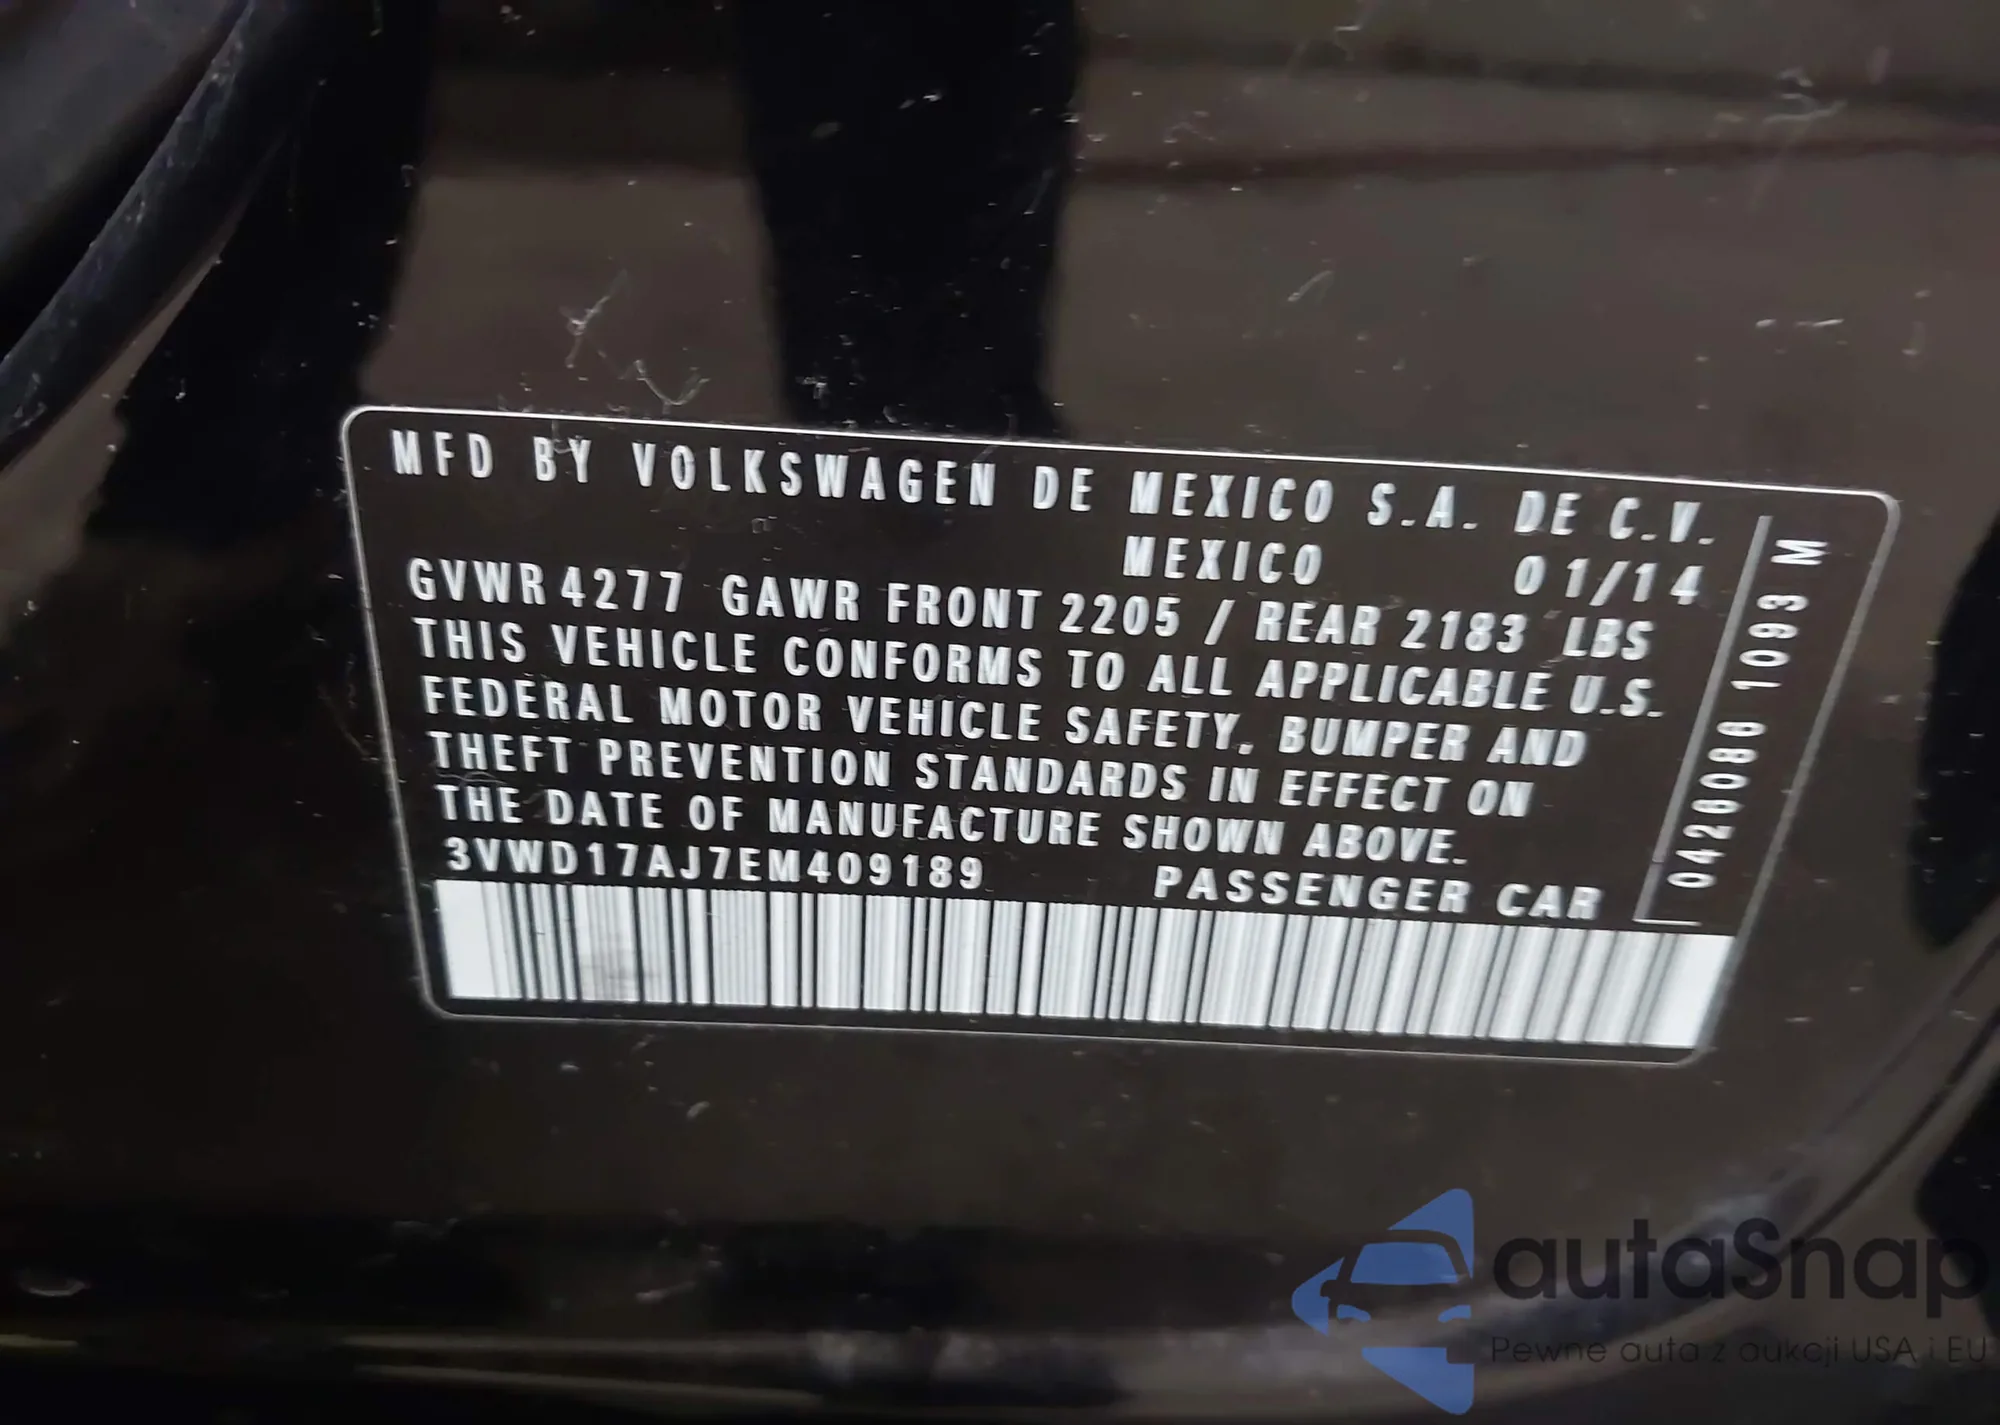 MFD BY VOLKSWAGEN DE MEXICO S.A. DE C.V.
MEXICO 01/14
GVWR 4277 GAWR FRONT 2205 / REAR 2183 LBS
THIS VEHICLE CONFORMS TO ALL APPLICABLE U.S.
FEDERAL MOTOR VEHICLE SAFETY, BUMPER AND
THEFT PREVENTION STANDARDS IN EFFECT ON
THE DATE OF MANUFACTURE SHOWN ABOVE.
3VWD17AJ7EM409189 PASSENGER CAR
0420086 1093 M
autaSnap
Pewne auta z aukcji USA i EU